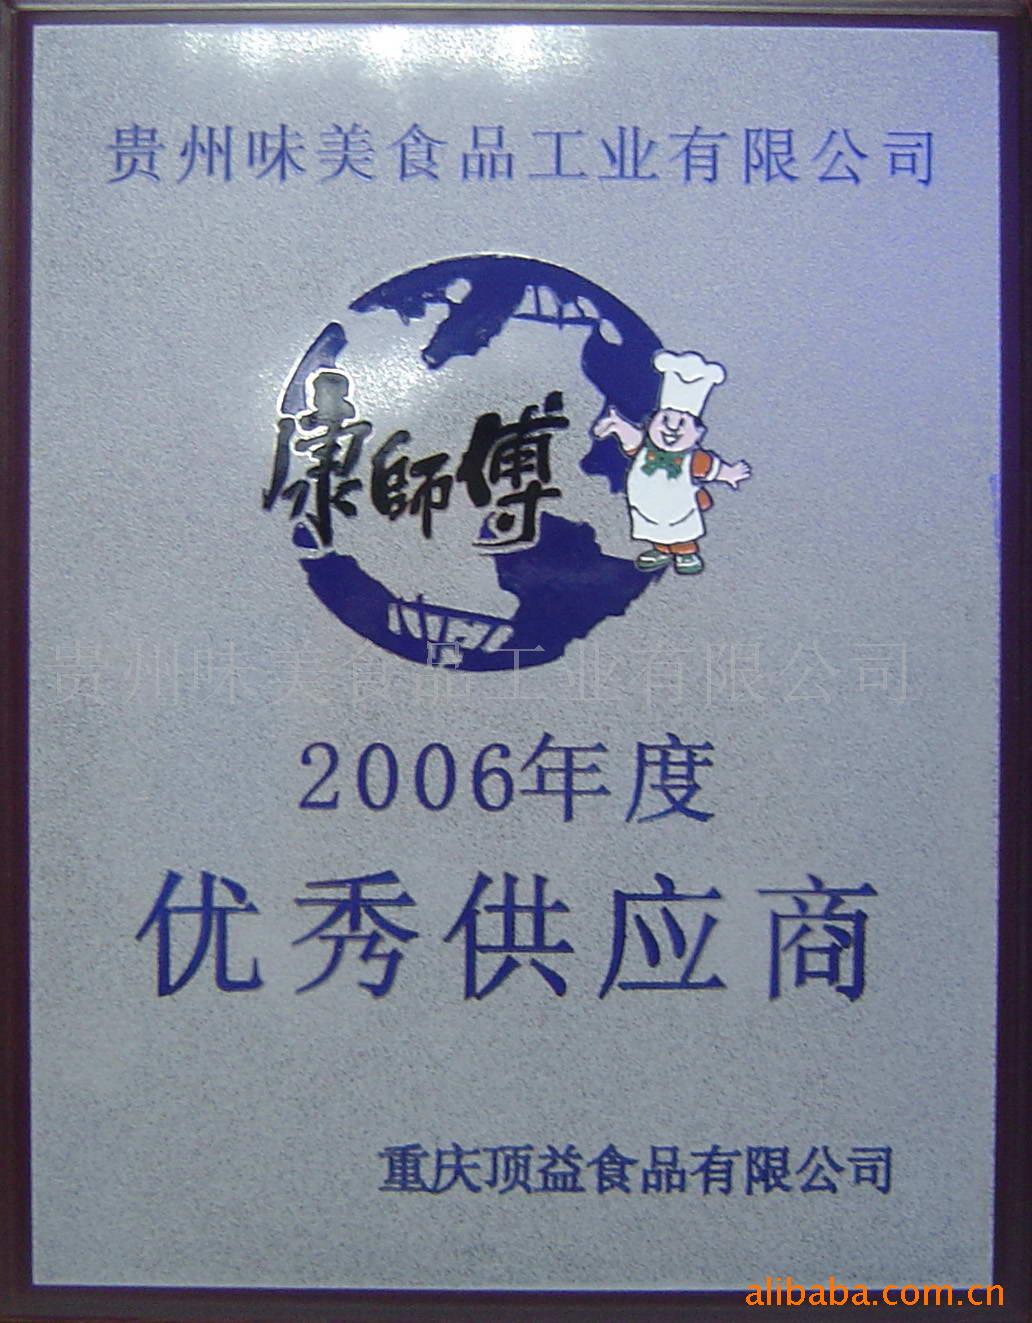 贵州味美食品工业有限公司
康師傅
贵州味美食品工业有限公司
2006年度
优秀供应商
重庆顶益食品有限公司
alibaba.com.cn